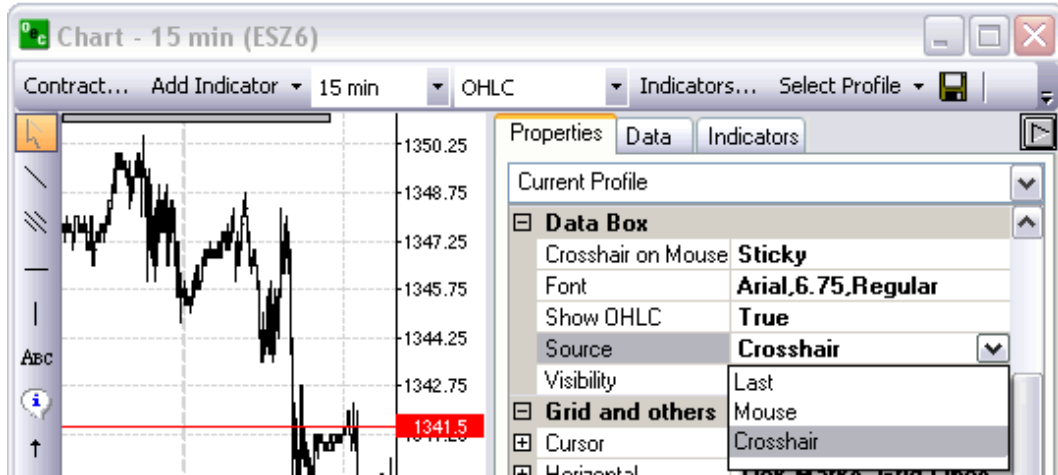 OEC Chart - 15 min (ESZ6)
Contract... Add Indicator 15 min OHLC Indicators... Select Profile
Properties Data Indicators
Current Profile
Data Box
Crosshair on Mouse Sticky
Font Arial,6.75,Regular
Show OHLC True
Source Crosshair
Visibility
Last
Mouse
Crosshair
Grid and others
Cursor
Horizontal
1350.25
1348.75
1347.25
1345.75
1344.25
1342.75
1341.5
ABC